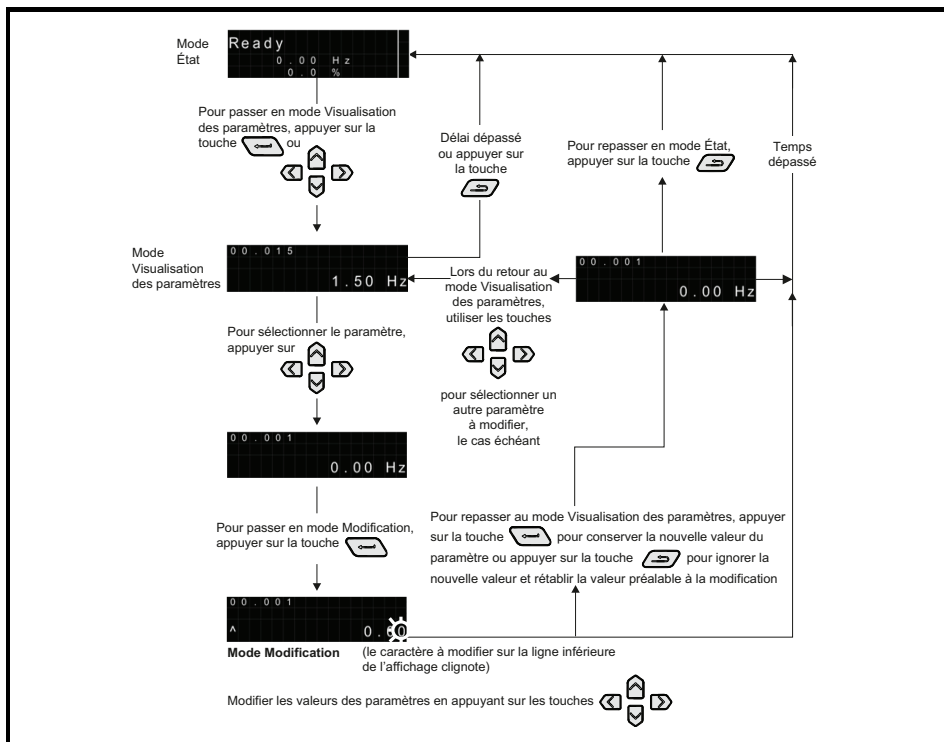 Mode
État
Ready
0.00 Hz
0.0 %
Pour passer en mode Visualisation
des paramètres, appuyer sur la
touche ou
Délai dépassé
ou appuyer sur
la touche
Pour repasser en mode État,
appuyer sur la touche
Temps
dépassé
Mode
Visualisation
des paramètres
00.015
1.50 Hz
Lors du retour au
mode Visualisation
des paramètres,
utiliser les touches
pour sélectionner un
autre paramètre
à modifier,
le cas échéant
00.001
0.00 Hz
Pour sélectionner le paramètre,
appuyer sur
00.001
0.00 Hz
Pour passer en mode Modification,
appuyer sur la touche
Pour repasser au mode Visualisation des paramètres, appuyer
sur la touche pour conserver la nouvelle valeur du
paramètre ou appuyer sur la touche pour ignorer la
nouvelle valeur et rétablir la valeur préalable à la modification
00.001
Mode Modification
(le caractère à modifier sur la ligne inférieure
de l'affichage clignote)
Modifier les valeurs des paramètres en appuyant sur les touches